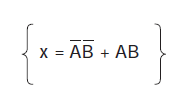 { x = A̅B̅ + AB }